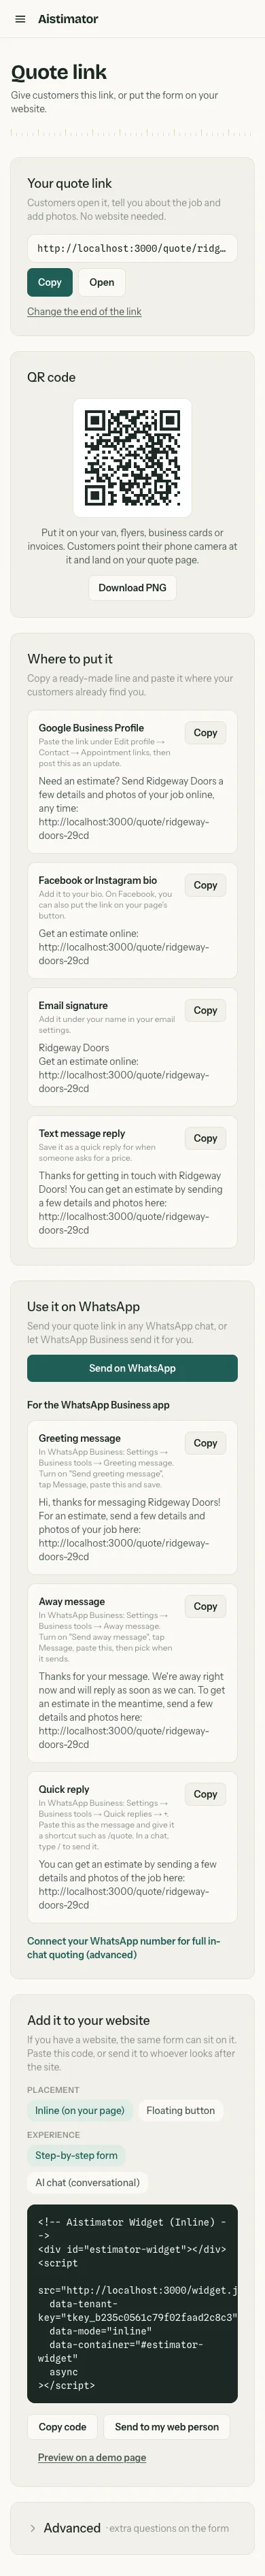 Aistimator
Quote link
Give customers this link, or put the form on your
website.
Your quote link
Customers open it, tell you about the job and
add photos. No website needed.
http://localhost:3000/quote/ridg…
Copy
Open
Change the end of the link
QR code
Put it on your van, flyers, business cards or
invoices. Customers point their phone camera at
it and land on your quote page.
Download PNG
Where to put it
Copy a ready-made line and paste it where your
customers already find you.
Google Business Profile
Copy
Paste the link under Edit profile →
Contact → Appointment links, then
post this as an update.
Need an estimate? Send Ridgeway Doors a
few details and photos of your job online,
any time:
http://localhost:3000/quote/ridgeway-
doors-29cd
Facebook or Instagram bio
Copy
Add it to your bio. On Facebook, you
can also put the link on your page's
button.
Get an estimate online:
http://localhost:3000/quote/ridgeway-
doors-29cd
Email signature
Copy
Add it under your name in your email
settings.
Ridgeway Doors
Get an estimate online:
http://localhost:3000/quote/ridgeway-
doors-29cd
Text message reply
Copy
Save it as a quick reply for when
someone asks for a price.
Thanks for getting in touch with Ridgeway
Doors! You can get an estimate by sending
a few details and photos here:
http://localhost:3000/quote/ridgeway-
doors-29cd
Use it on WhatsApp
Send your quote link in any WhatsApp chat, or
let WhatsApp Business send it for you.
Send on WhatsApp
For the WhatsApp Business app
Greeting message
Copy
In WhatsApp Business: Settings →
Business tools → Greeting message.
Turn on "Send greeting message",
tap Message, paste this and save.
Hi, thanks for messaging Ridgeway Doors!
For an estimate, send a few details and
photos of your job here:
http://localhost:3000/quote/ridgeway-
doors-29cd
Away message
Copy
In WhatsApp Business: Settings →
Business tools → Away message.
Turn on "Send away message", tap
Message, paste this, then pick when
it sends.
Thanks for your message. We're away right
now and will reply as soon as we can. To get
an estimate in the meantime, send a few
details and photos here:
http://localhost:3000/quote/ridgeway-
doors-29cd
Quick reply
Copy
In WhatsApp Business: Settings →
Business tools → Quick replies → +.
Paste this as the message and give it
a shortcut such as /quote. In a chat,
type / to send it.
You can get an estimate by sending a few
details and photos of the job here:
http://localhost:3000/quote/ridgeway-
doors-29cd
Connect your WhatsApp number for full in-
chat quoting (advanced)
Add it to your website
If you have a website, the same form can sit on it.
Paste this code, or send it to whoever looks after
the site.
PLACEMENT
Inline (on your page)
Floating button
EXPERIENCE
Step-by-step form
AI chat (conversational)
<!-- Aistimator Widget (Inline) -
->
<div id="estimator-widget"></div>
<script
src="http://localhost:3000/widget.j
data-tenant-
key="tkey_b235c0561c79f02faad2c8c3"
data-mode="inline"
data-container="#estimator-
widget"
async
></script>
Copy code
Send to my web person
Preview on a demo page
Advanced · extra questions on the form